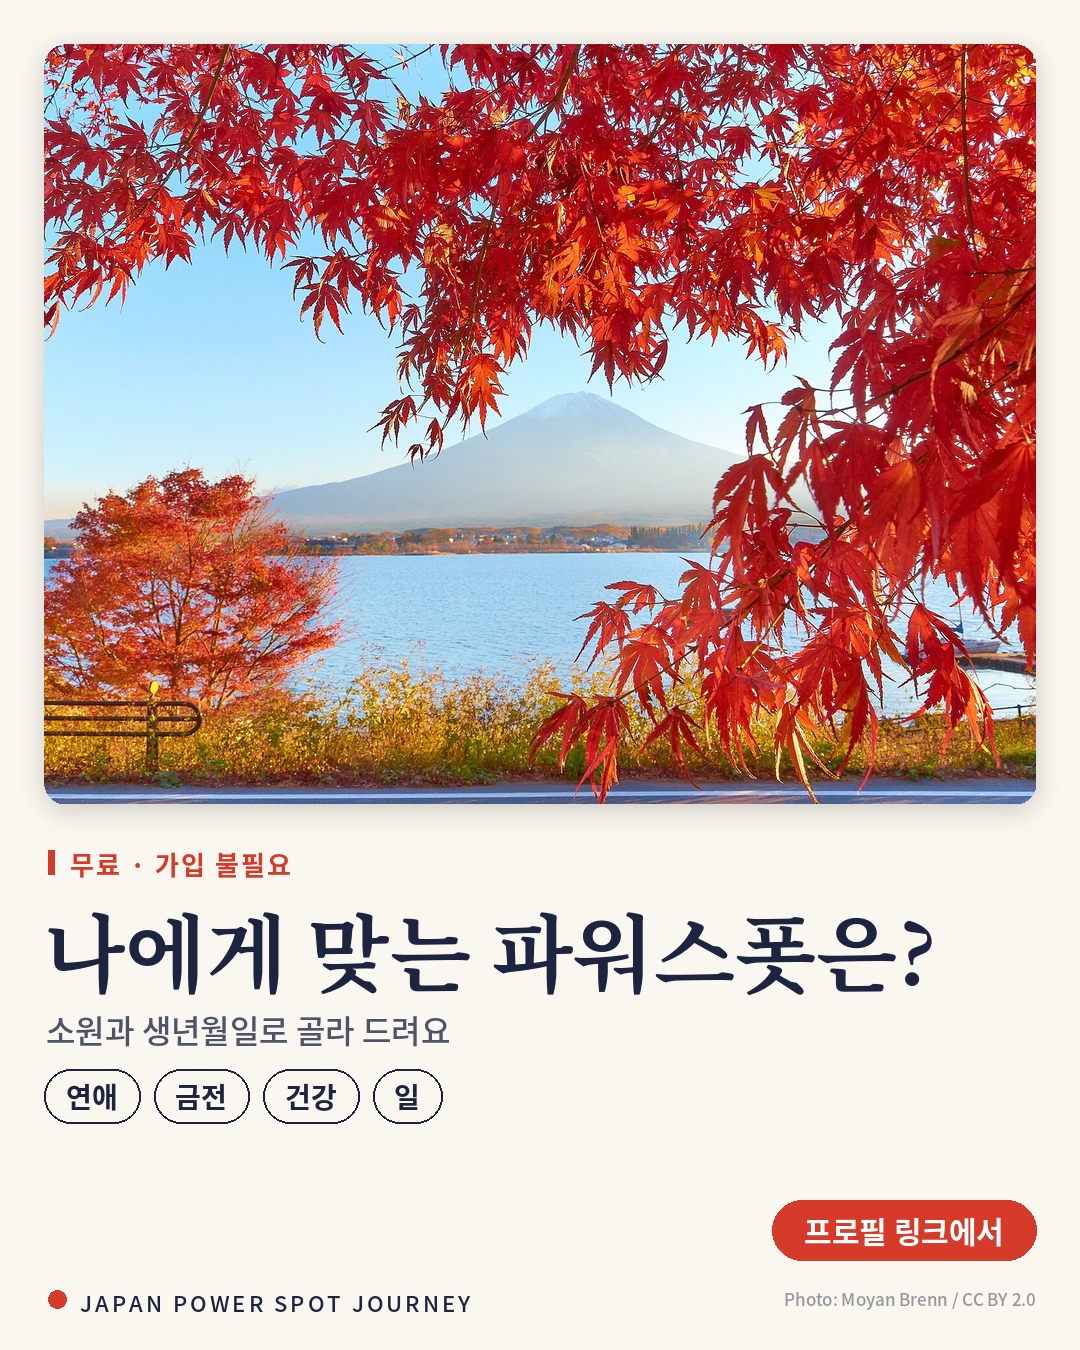 무료 · 가입 불필요
나에게 맞는 파워스폿은?
소원과 생년월일로 골라 드려요
연애 금전 건강 일
프로필 링크에서
JAPAN POWER SPOT JOURNEY
Photo: Moyan Brenn / CC BY 2.0